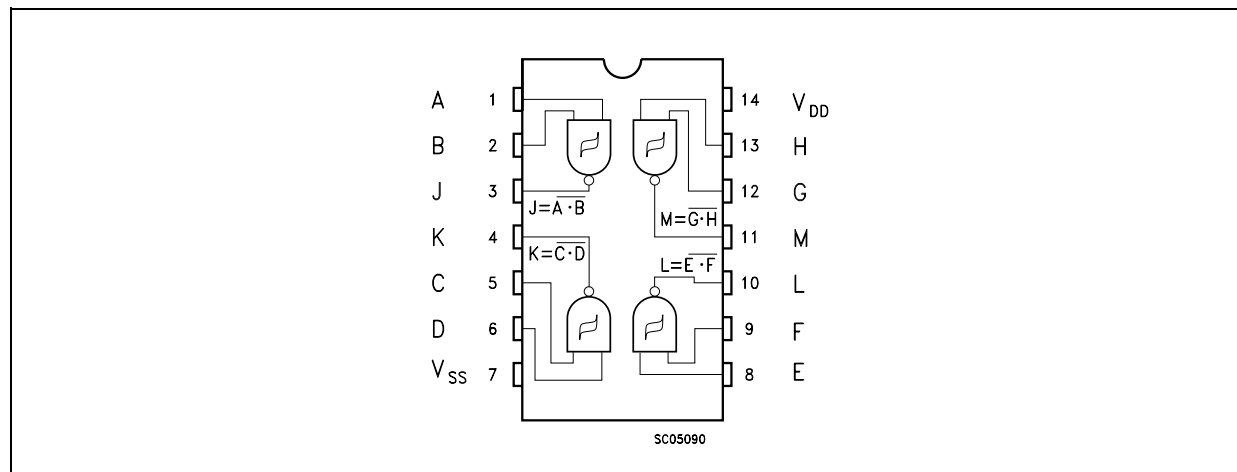 A 1 14 V_DD
B 2 13 H
J 3 12 G
J=A̅·̅B̅ M=G̅·̅H̅
K 4 11 M
K=C̅·̅D̅ L=E̅·̅F̅
C 5 10 L
D 6 9 F
V_SS 7 8 E
SC05090